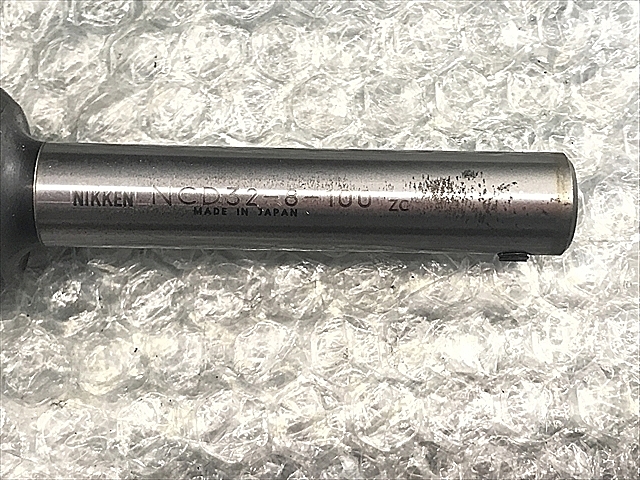 NIKKEN NCD32-8-100 ZC
MADE IN JAPAN